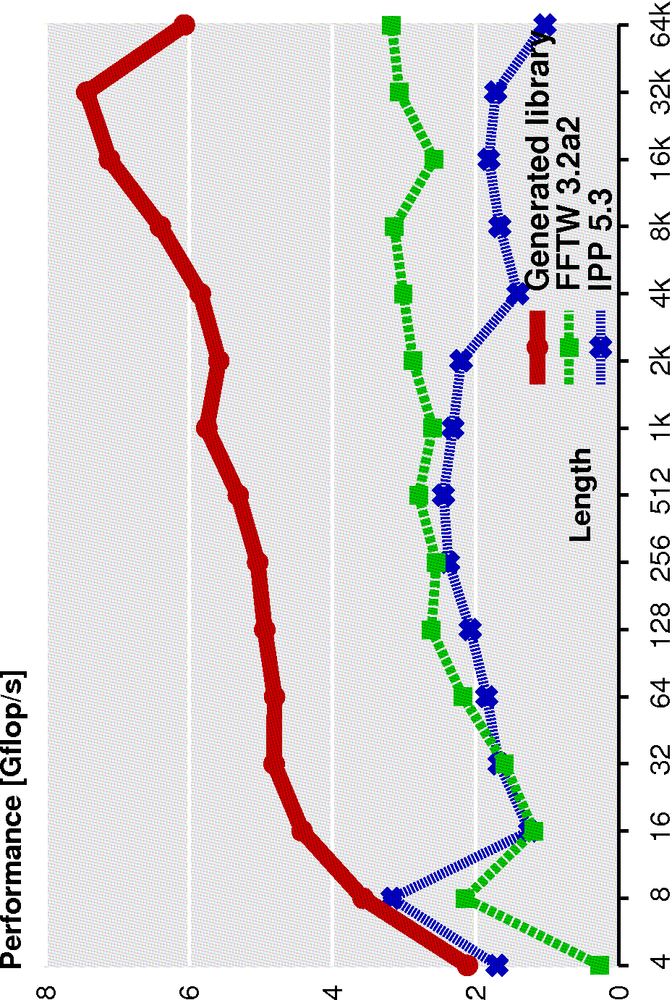 Performance [Gflop/s]
8
6
4
2
0
Generated library
FFTW 3.2a2
IPP 5.3
Length
4 8 16 32 64 128 256 512 1k 2k 4k 8k 16k 32k 64k